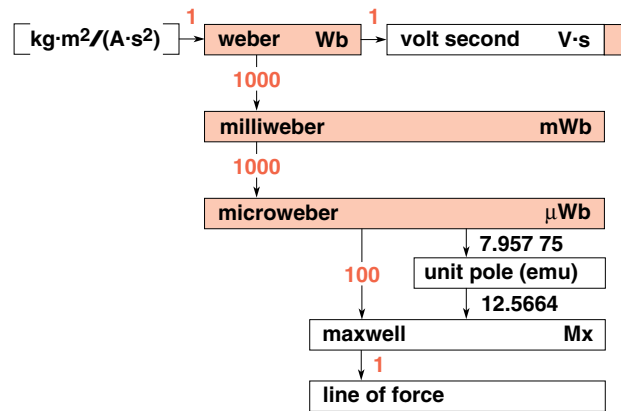 1 1
kg·m²/(A·s²) weber Wb volt second V·s
1000
milliweber mWb
1000
microweber μWb
7.957 75
100 unit pole (emu)
12.5664
maxwell Mx
1
line of force